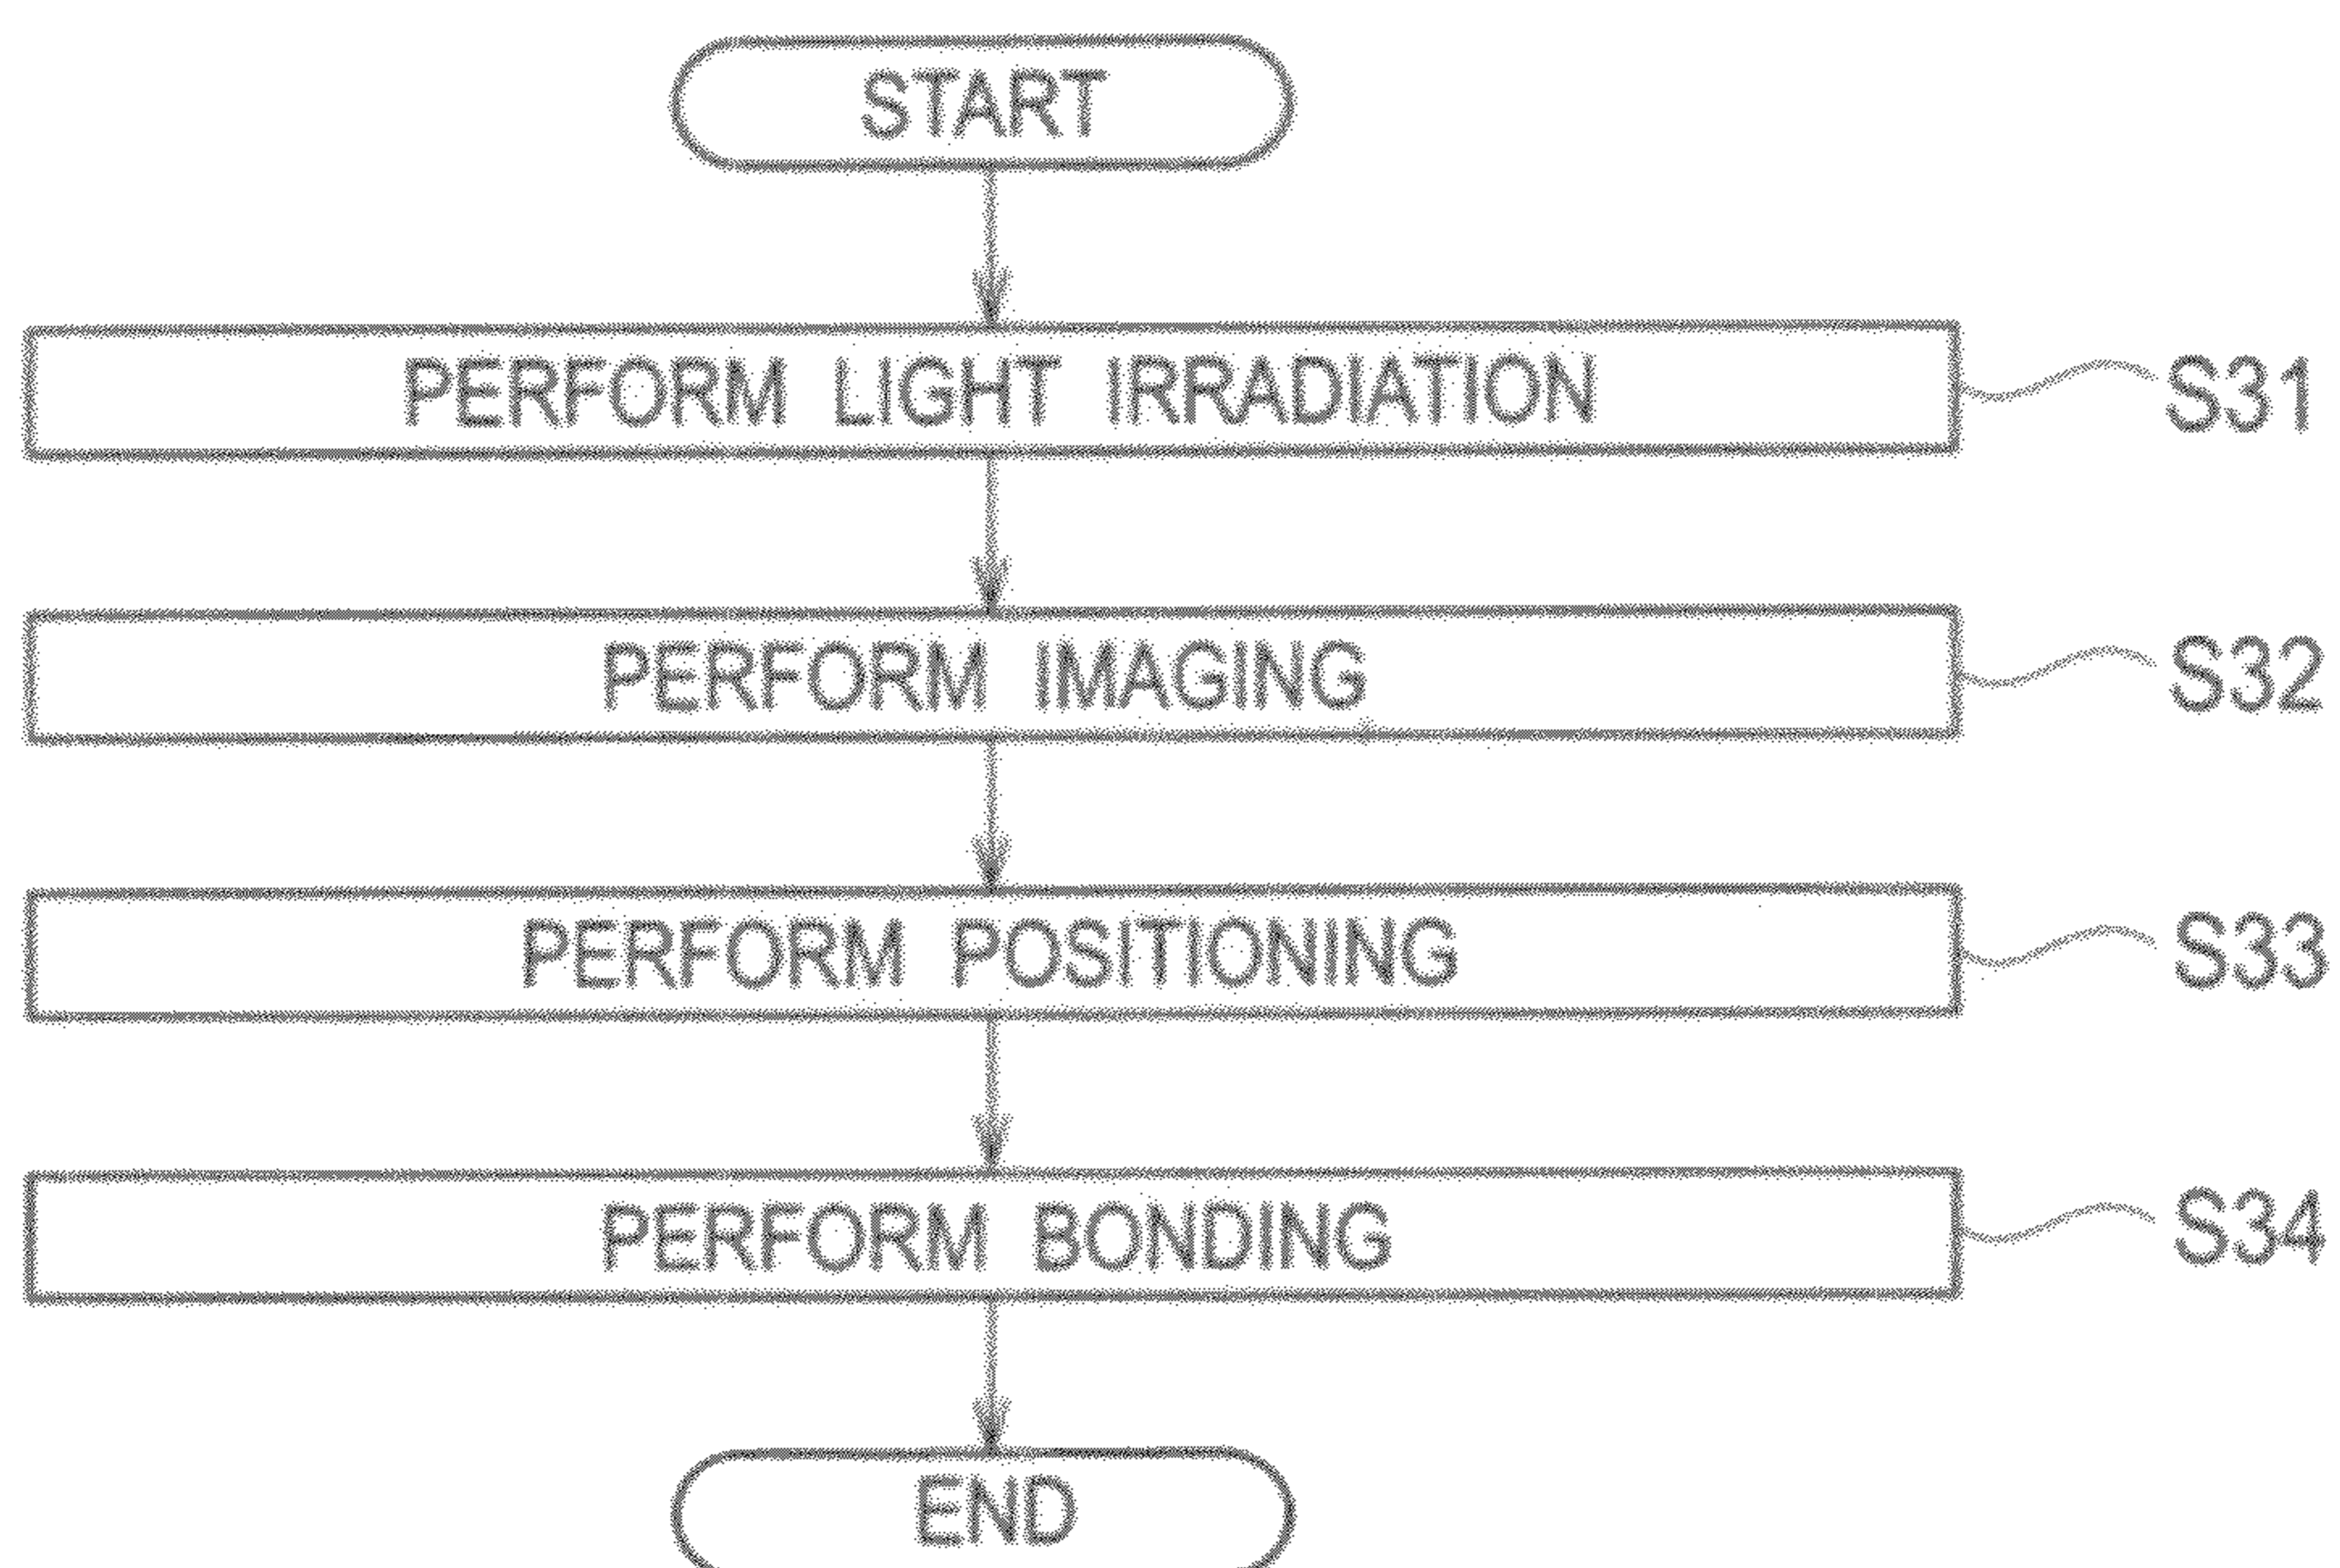 START
PERFORM LIGHT IRRADIATION S31
PERFORM IMAGING S32
PERFORM POSITIONING S33
PERFORM BONDING S34
END